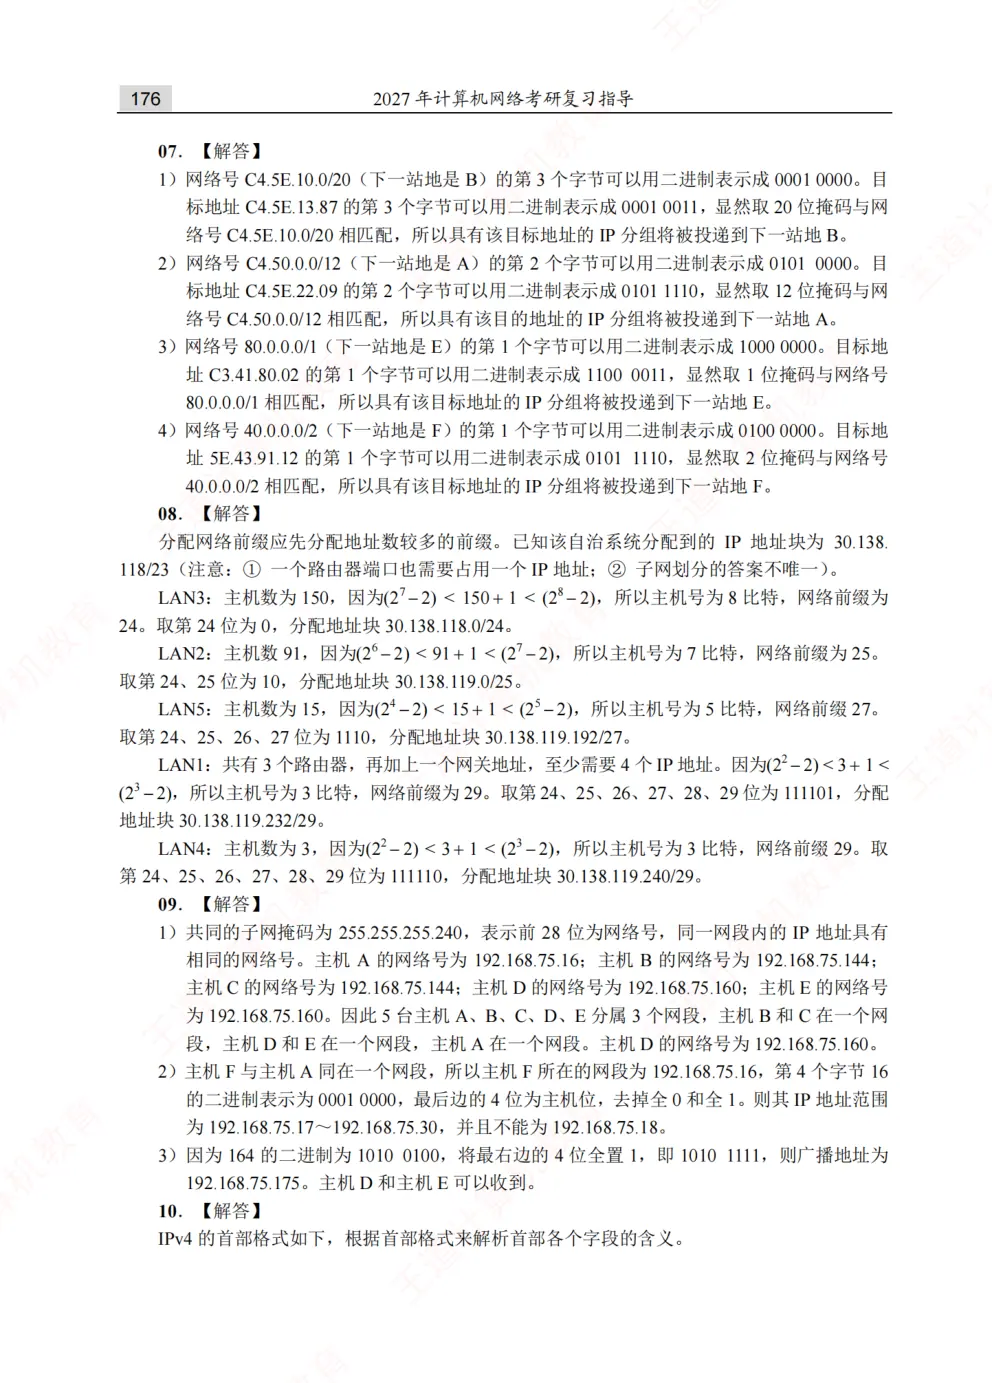 176
2027 年计算机网络考研复习指导
07．【解答】
1）网络号 C4.5E.10.0/20（下一站地是 B）的第 3 个字节可以用二进制表示成 0001 0000。目
标地址 C4.5E.13.87 的第 3 个字节可以用二进制表示成 0001 0011，显然取 20 位掩码与网
络号 C4.5E.10.0/20 相匹配，所以具有该目标地址的 IP 分组将被投递到下一站地 B。
2）网络号 C4.50.0.0/12（下一站地是 A）的第 2 个字节可以用二进制表示成 0101 0000。目
标地址 C4.5E.22.09 的第 2 个字节可以用二进制表示成 0101 1110，显然取 12 位掩码与网
络号 C4.50.0.0/12 相匹配，所以具有该目的地址的 IP 分组将被投递到下一站地 A。
3）网络号 80.0.0.0/1（下一站地是 E）的第 1 个字节可以用二进制表示成 1000 0000。目标地
址 C3.41.80.02 的第 1 个字节可以用二进制表示成 1100 0011，显然取 1 位掩码与网络号
80.0.0.0/1 相匹配，所以具有该目标地址的 IP 分组将被投递到下一站地 E。
4）网络号 40.0.0.0/2（下一站地是 F）的第 1 个字节可以用二进制表示成 0100 0000。目标地
址 5E.43.91.12 的第 1 个字节可以用二进制表示成 0101 1110，显然取 2 位掩码与网络号
40.0.0.0/2 相匹配，所以具有该目标地址的 IP 分组将被投递到下一站地 F。
08．【解答】
分配网络前缀应先分配地址数较多的前缀。已知该自治系统分配到的 IP 地址块为 30.138.
118/23（注意：① 一个路由器端口也需要占用一个 IP 地址；② 子网划分的答案不唯一）。
LAN3：主机数为 150，因为(2⁷ − 2) < 150 + 1 < (2⁸ − 2)，所以主机号为 8 比特，网络前缀为
24。取第 24 位为 0，分配地址块 30.138.118.0/24。
LAN2：主机数 91，因为(2⁶ − 2) < 91 + 1 < (2⁷ − 2)，所以主机号为 7 比特，网络前缀为 25。
取第 24、25 位为 10，分配地址块 30.138.119.0/25。
LAN5：主机数为 15，因为(2⁴ − 2) < 15 + 1 < (2⁵ − 2)，所以主机号为 5 比特，网络前缀 27。
取第 24、25、26、27 位为 1110，分配地址块 30.138.119.192/27。
LAN1：共有 3 个路由器，再加上一个网关地址，至少需要 4 个 IP 地址。因为(2² − 2) < 3 + 1 <
(2³ − 2)，所以主机号为 3 比特，网络前缀为 29。取第 24、25、26、27、28、29 位为 111101，分配
地址块 30.138.119.232/29。
LAN4：主机数为 3，因为(2² − 2) < 3 + 1 < (2³ − 2)，所以主机号为 3 比特，网络前缀 29。取
第 24、25、26、27、28、29 位为 111110，分配地址块 30.138.119.240/29。
09．【解答】
1）共同的子网掩码为 255.255.255.240，表示前 28 位为网络号，同一网段内的 IP 地址具有
相同的网络号。主机 A 的网络号为 192.168.75.16；主机 B 的网络号为 192.168.75.144；
主机 C 的网络号为 192.168.75.144；主机 D 的网络号为 192.168.75.160；主机 E 的网络号
为 192.168.75.160。因此 5 台主机 A、B、C、D、E 分属 3 个网段，主机 B 和 C 在一个网
段，主机 D 和 E 在一个网段，主机 A 在一个网段。主机 D 的网络号为 192.168.75.160。
2）主机 F 与主机 A 同在一个网段，所以主机 F 所在的网段为 192.168.75.16，第 4 个字节 16
的二进制表示为 0001 0000，最后边的 4 位为主机位，去掉全 0 和全 1。则其 IP 地址范围
为 192.168.75.17～192.168.75.30，并且不能为 192.168.75.18。
3）因为 164 的二进制为 1010 0100，将最右边的 4 位全置 1，即 1010 1111，则广播地址为
192.168.75.175。主机 D 和主机 E 可以收到。
10．【解答】
IPv4 的首部格式如下，根据首部格式来解析首部各个字段的含义。